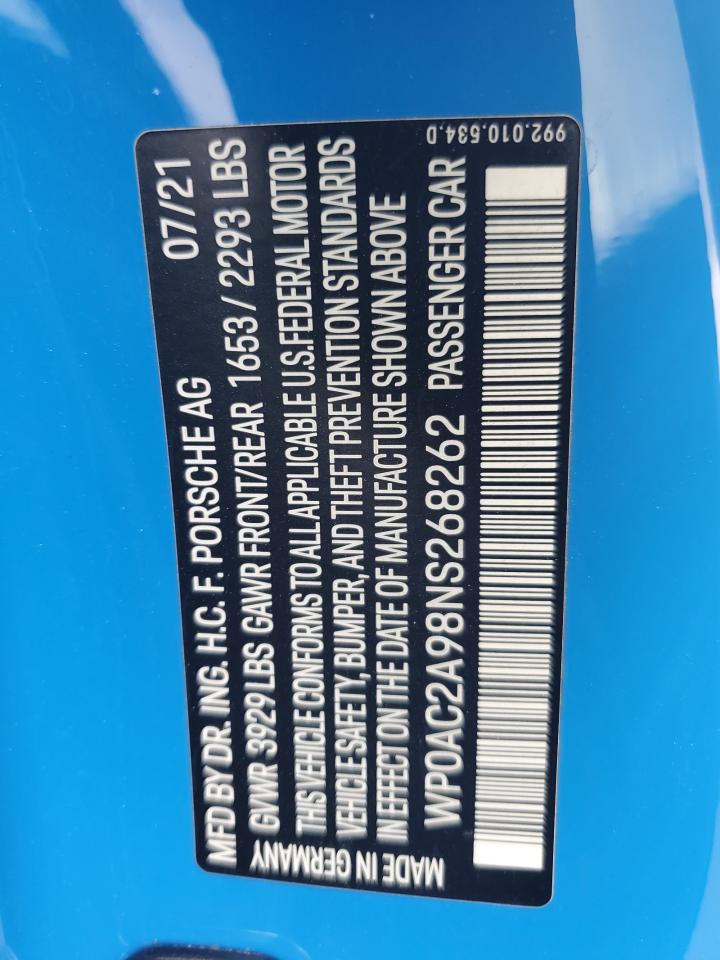 MFD BY DR. ING. H.C. F. PORSCHE AG 07/21
GVWR 3929 LBS GAWR FRONT/REAR 1653 / 2293 LBS
THIS VEHICLE CONFORMS TO ALL APPLICABLE U.S. FEDERAL MOTOR
VEHICLE SAFETY, BUMPER, AND THEFT PREVENTION STANDARDS
IN EFFECT ON THE DATE OF MANUFACTURE SHOWN ABOVE
WP0AC2A98NS268262 PASSENGER CAR
MADE IN GERMANY
992.010.534.D